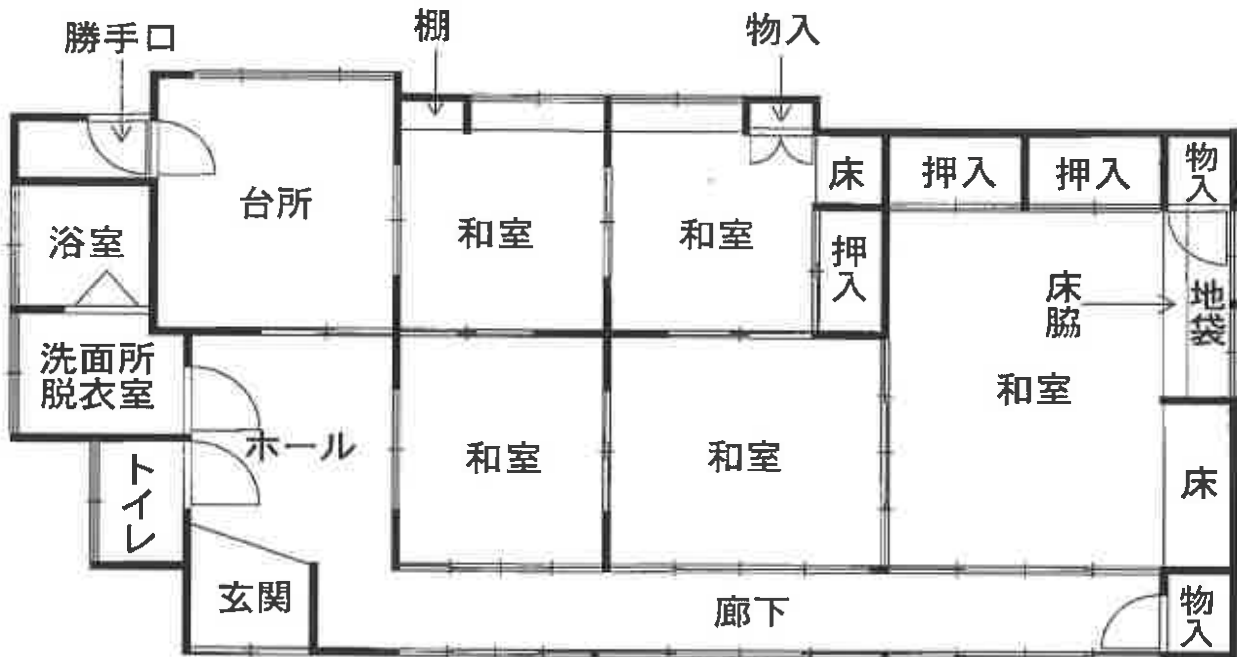 勝手口
棚
物入
台所
和室
和室
床
押入
押入
押入
物入
浴室
床脇
地袋
洗面所
脱衣室
ホール
和室
和室
和室
トイレ
床
玄関
廊下
物入